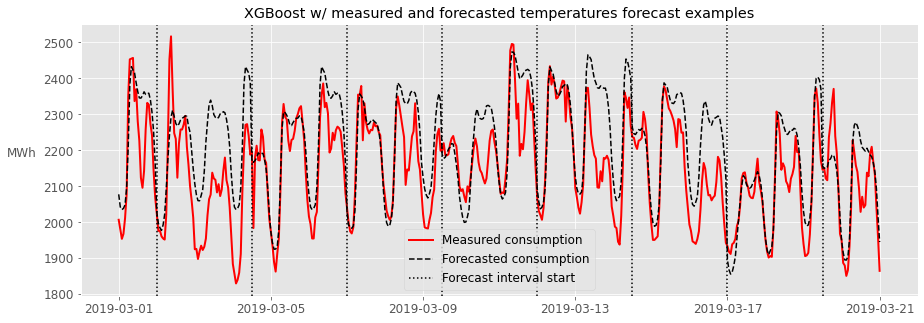 XGBoost w/ measured and forecasted temperatures forecast examples
2500
2400
2300
2200
MWh
2100
2000
1900
1800
Measured consumption
Forecasted consumption
Forecast interval start
2019-03-01 2019-03-05 2019-03-09 2019-03-13 2019-03-17 2019-03-21